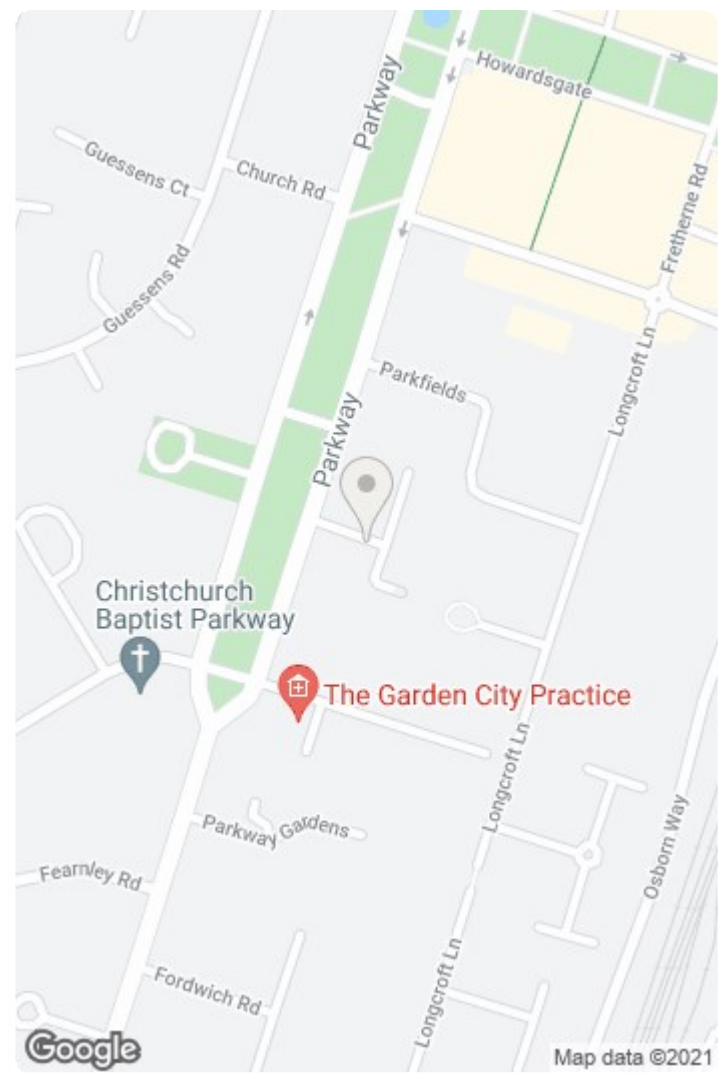 Parkway
Howardsgate
Guessens Ct
Church Rd
Fretherne Rd
Guessens Rd
Longcroft Ln
Parkfields
Parkway
Christchurch
Baptist Parkway
The Garden City Practice
Longcroft Ln
Parkway Gardens
Osborn Way
Fearnley Rd
Fordwich Rd
Longcroft Ln
Google
Map data ©2021